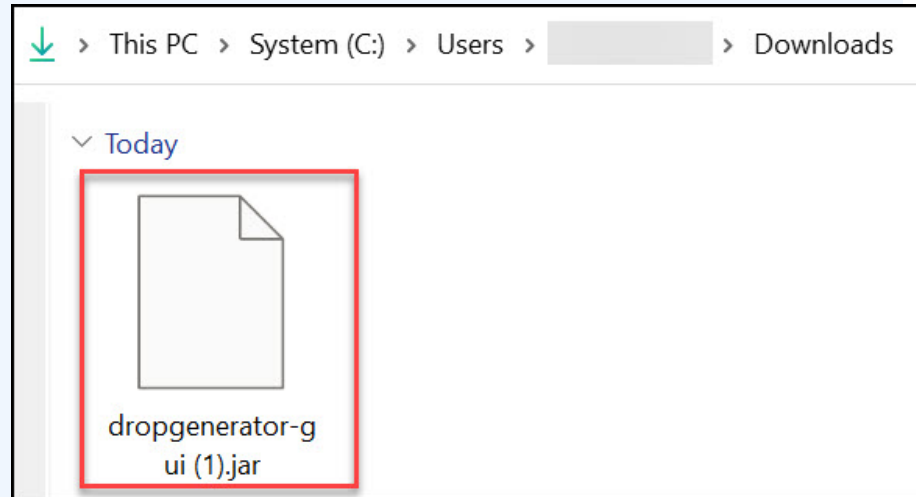 This PC > System (C:) > Users > > Downloads
Today
dropgenerator-g
ui (1).jar